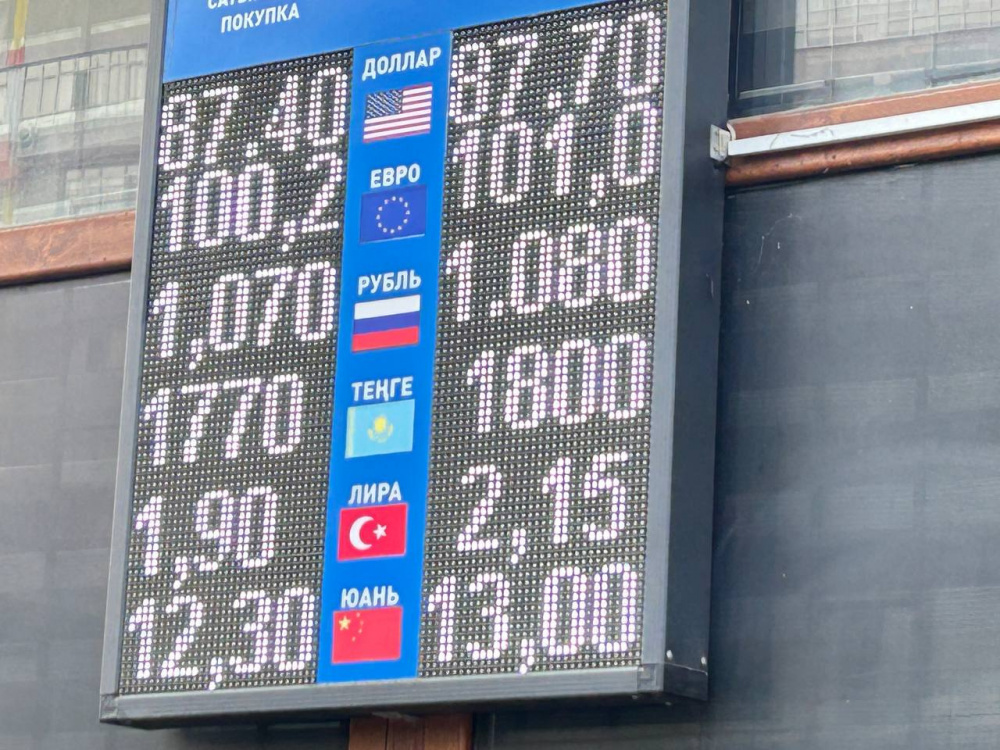 ПОКУПКА
87,40 ДОЛЛАР 87.70
100,2 ЕВРО 101,0
1,070 РУБЛЬ 1.080
1770 ТЕҢГЕ 1800
1,90 ЛИРА 2,15
12,30 ЮАНЬ 13,00